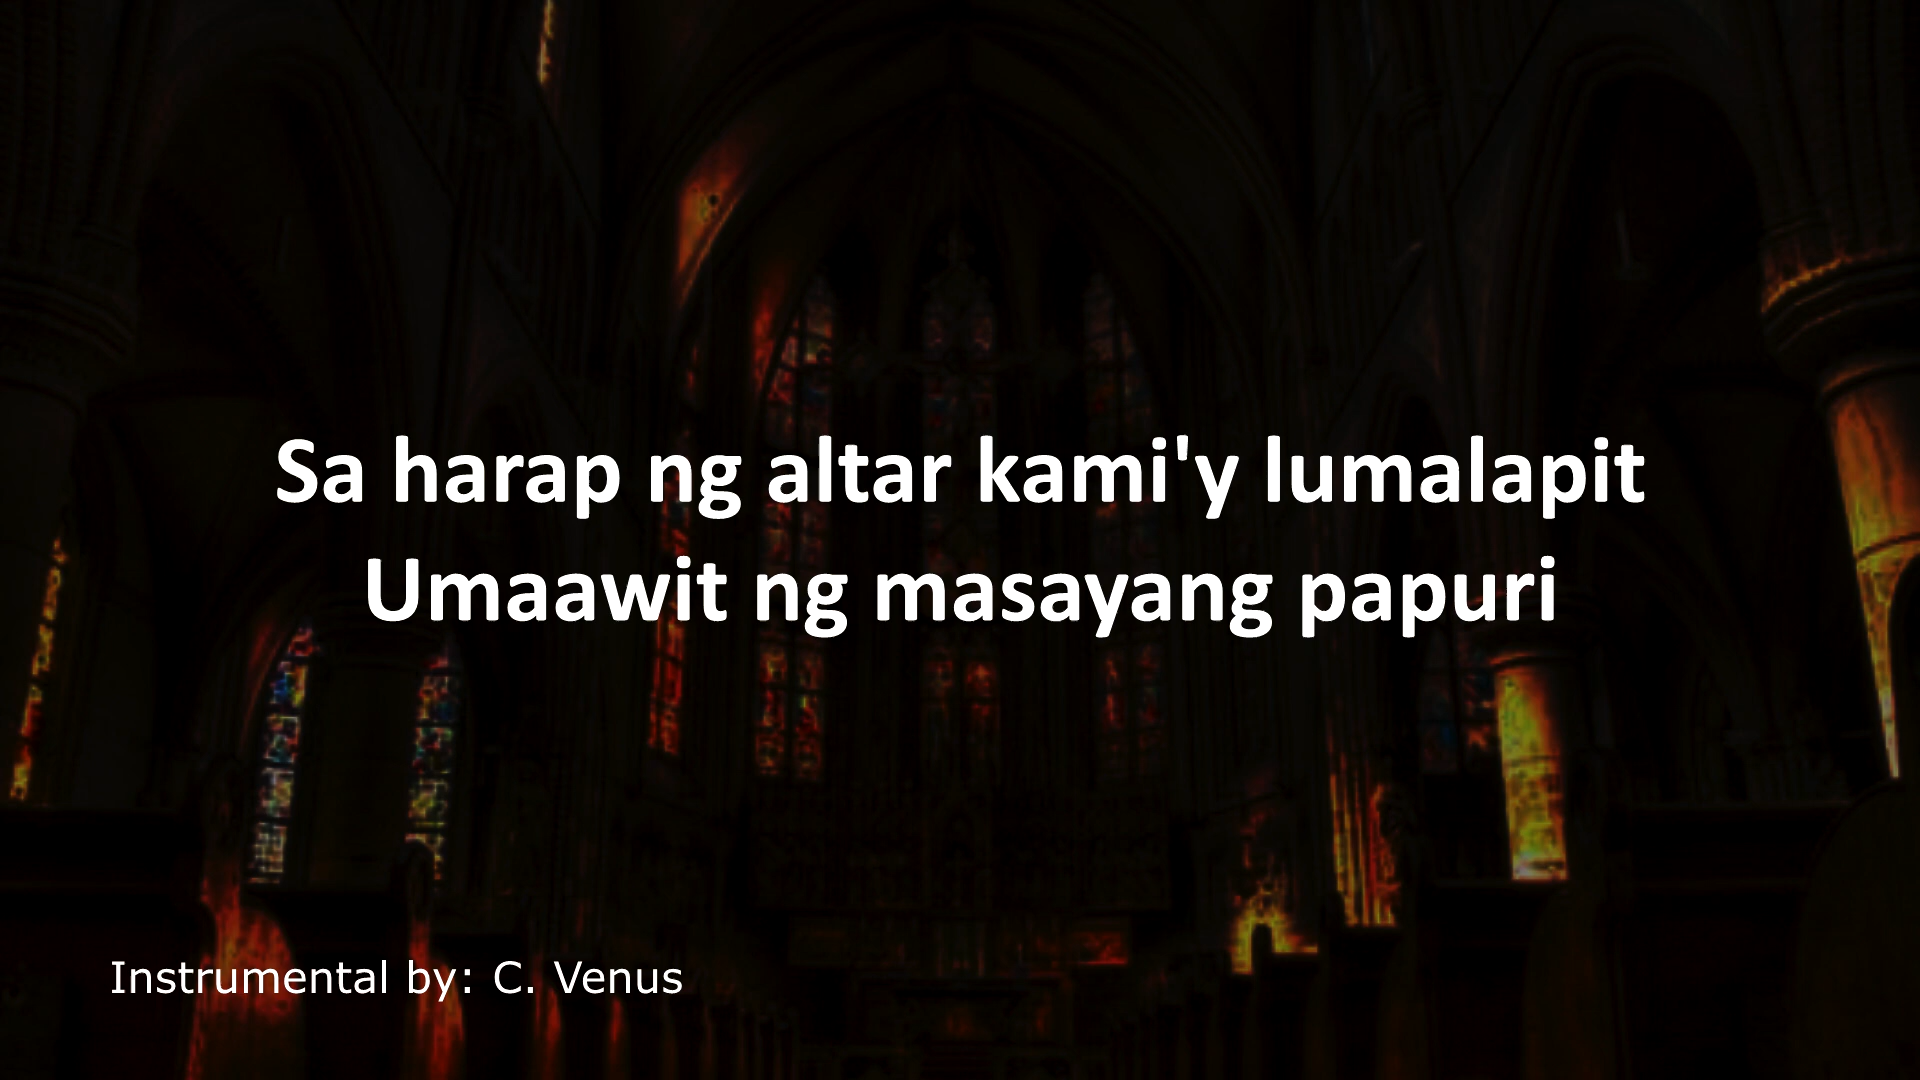 Sa harap ng altar kami'y lumalapit
Umaawit ng masayang papuri
Instrumental by: C. Venus